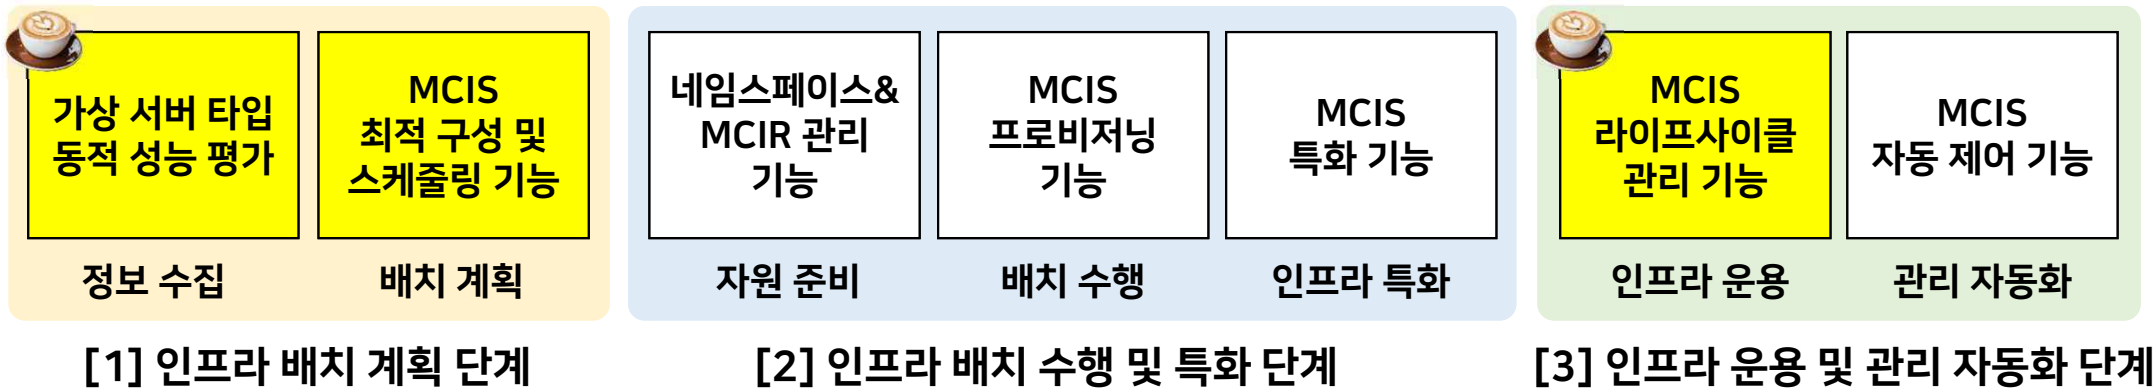 가상 서버 타입
동적 성능 평가
MCIS
최적 구성 및
스케줄링 기능
네임스페이스&
MCIR 관리
기능
MCIS
프로비저닝
기능
MCIS
특화 기능
MCIS
라이프사이클
관리 기능
MCIS
자동 제어 기능
정보 수집
배치 계획
자원 준비
배치 수행
인프라 특화
인프라 운용
관리 자동화
[1] 인프라 배치 계획 단계
[2] 인프라 배치 수행 및 특화 단계
[3] 인프라 운용 및 관리 자동화 단계